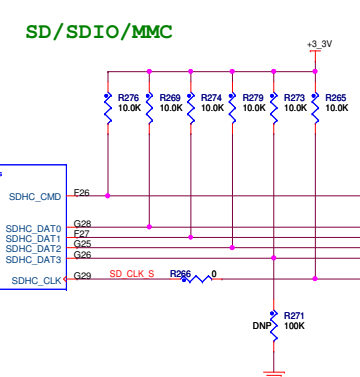 SD/SDIO/MMC
+3_3V
R276 R269 R274 R279 R273 R265
10.0K 10.0K 10.0K 10.0K 10.0K 10.0K
s
SDHC_CMD F26
SDHC_DAT0 G28
SDHC_DAT1 F27
SDHC_DAT2 G25
SDHC_DAT3 G26
SDHC_CLK G29 SD_CLK_S R266 0
R271
DNP 100K